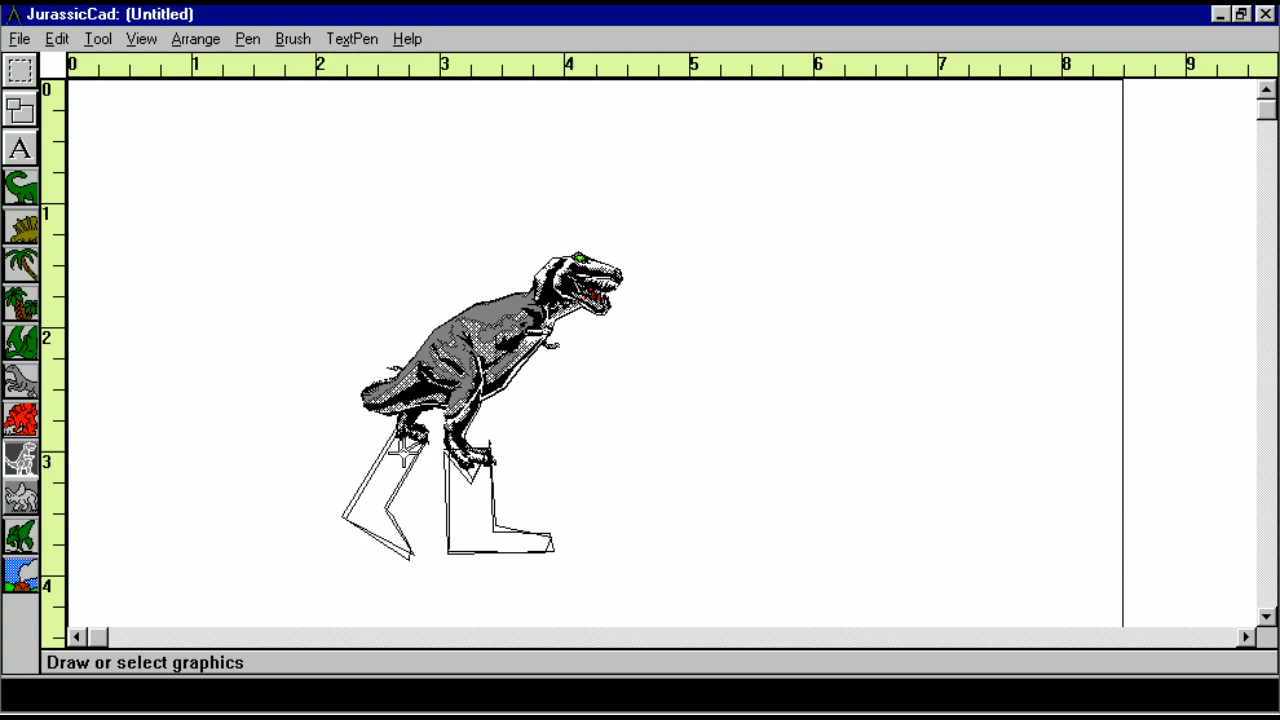 JurassicCad: (Untitled)
File Edit Tool View Arrange Pen Brush TextPen Help
0 1 2 3 4 5 6 7 8 9
A
0
1
2
3
4
Draw or select graphics